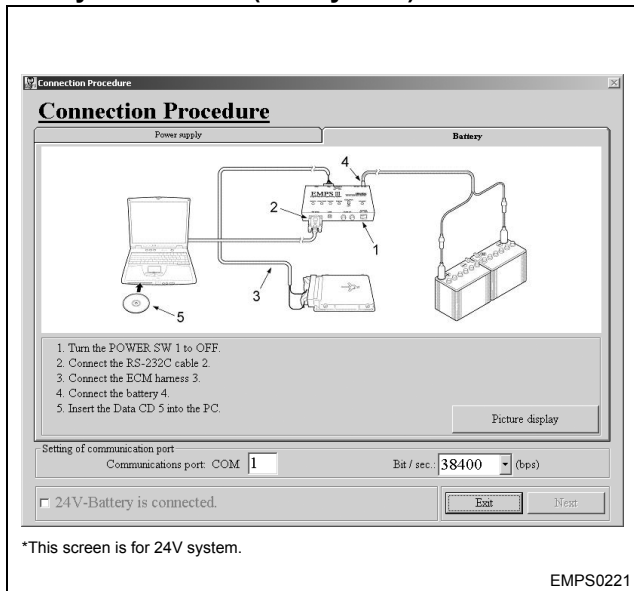 Connection Procedure
Connection Procedure
Power supply
Battery
4
EMPS III
2
1
3
5
1. Turn the POWER SW 1 to OFF.
2. Connect the RS-232C cable 2.
3. Connect the ECM harness 3.
4. Connect the battery 4.
5. Insert the Data CD 5 into the PC.
Picture display
Setting of communication port
Communications port: COM 1
Bit / sec.: 38400 (bps)
24V-Battery is connected.
Exit
Next
*This screen is for 24V system.
EMPS0221